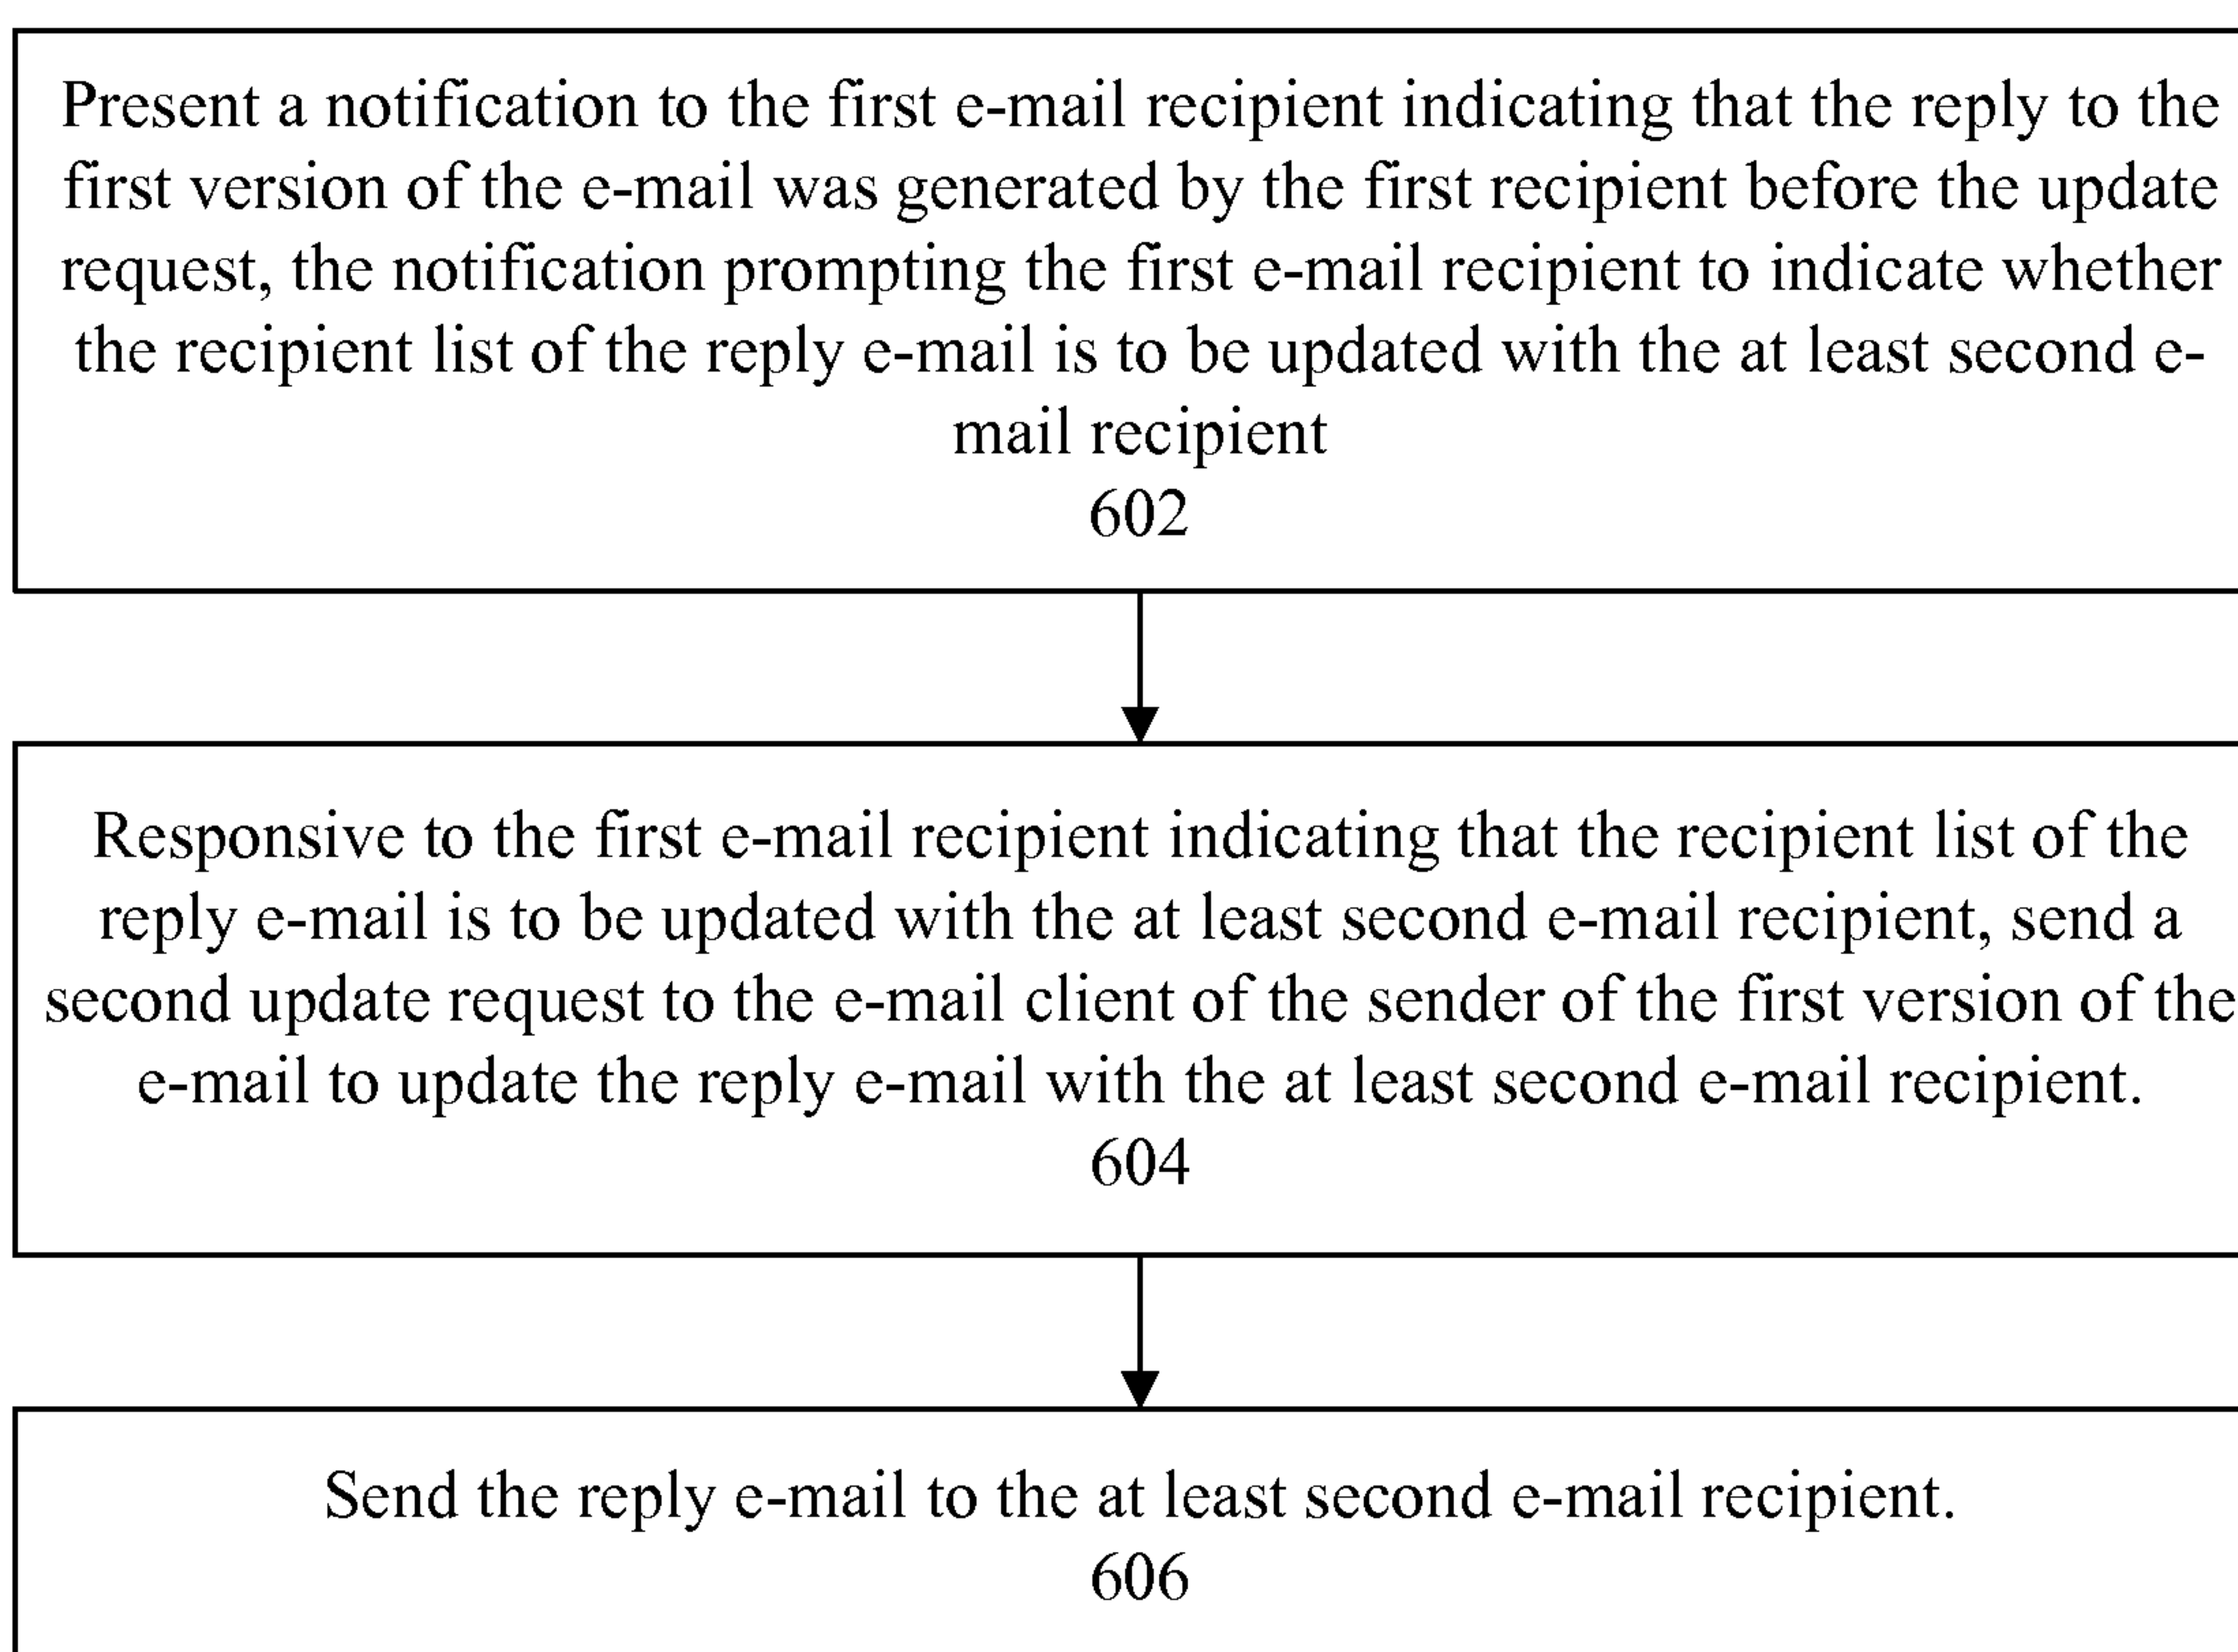 Present a notification to the first e-mail recipient indicating that the reply to the
first version of the e-mail was generated by the first recipient before the update
request, the notification prompting the first e-mail recipient to indicate whether
the recipient list of the reply e-mail is to be updated with the at least second e-
mail recipient
602
Responsive to the first e-mail recipient indicating that the recipient list of the
reply e-mail is to be updated with the at least second e-mail recipient, send a
second update request to the e-mail client of the sender of the first version of the
e-mail to update the reply e-mail with the at least second e-mail recipient.
604
Send the reply e-mail to the at least second e-mail recipient.
606